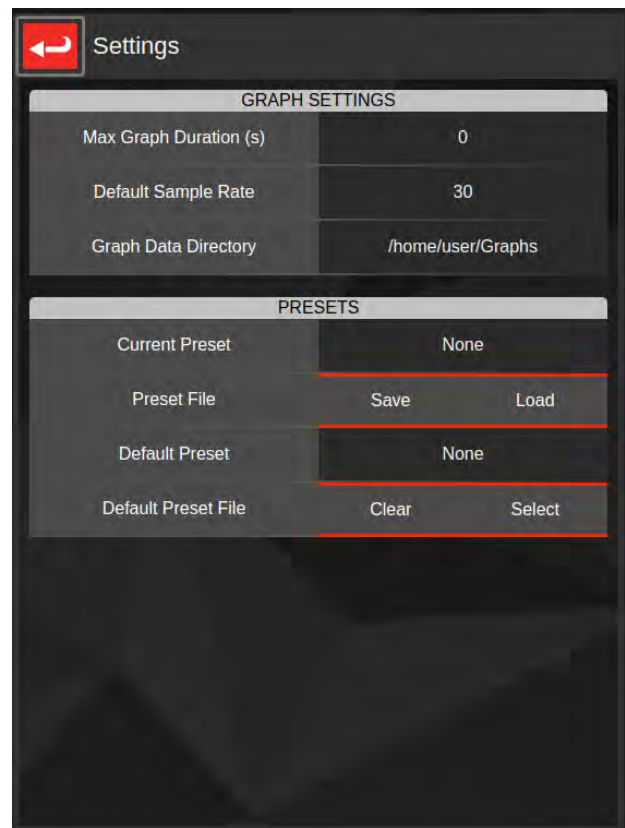 Settings
GRAPH SETTINGS
Max Graph Duration (s) 0
Default Sample Rate 30
Graph Data Directory /home/user/Graphs
PRESETS
Current Preset None
Preset File Save Load
Default Preset None
Default Preset File Clear Select